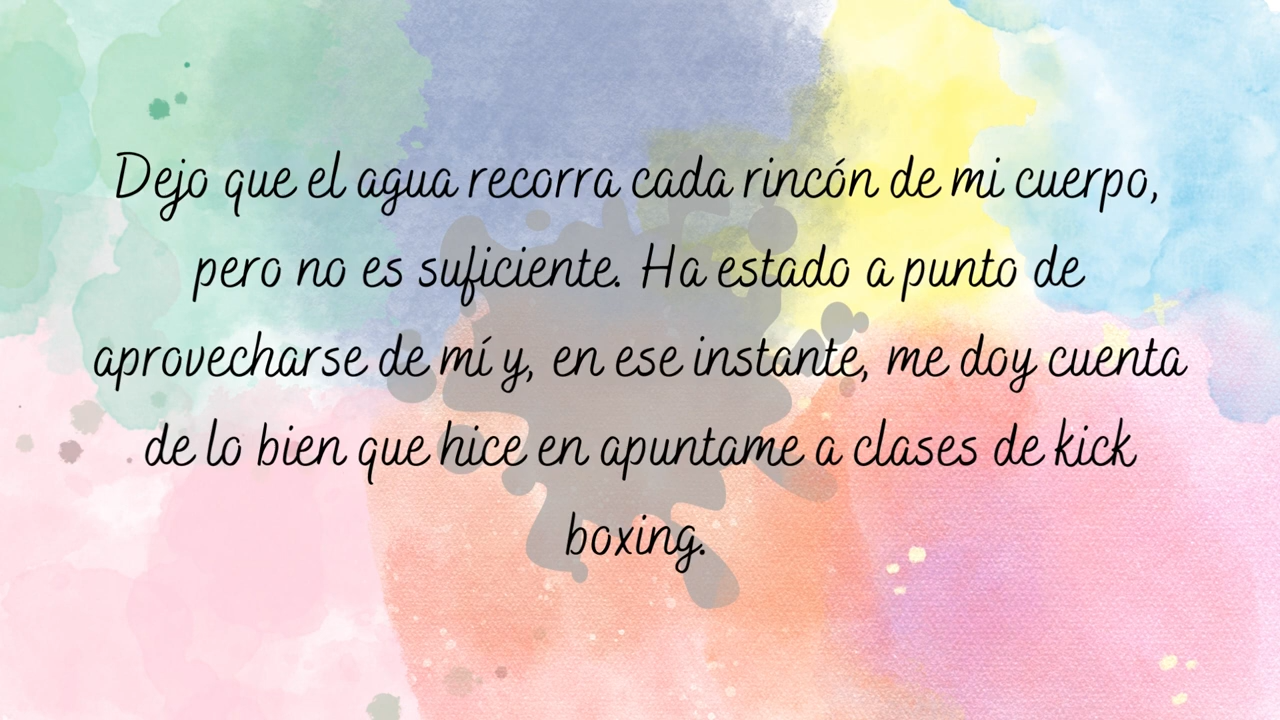 Dejo que el agua recorra cada rincón de mi cuerpo,
pero no es suficiente. Ha estado a punto de
aprovecharse de mí y, en ese instante, me doy cuenta
de lo bien que hice en apuntame a clases de kick
boxing.